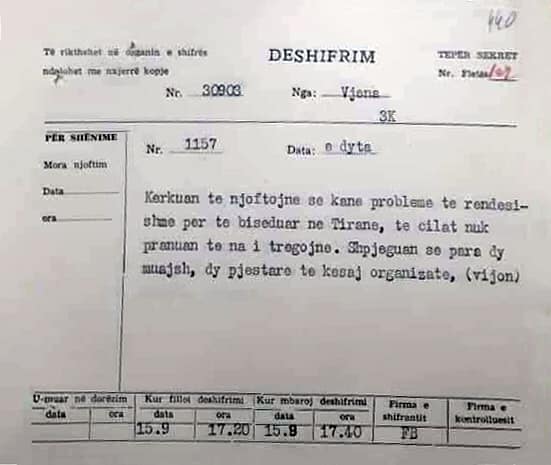 440
Të rikthehet në organin e shifrës
ndalohet me nxjerrë kopje
DESHIFRIM
TEPËR SEKRET
Nr. Fletës
Nr. 30903 Nga: Vjena
3K
PËR SHËNIME
Mora njoftim
Data
ora
Nr. 1157 Data: e dyta
Kerkuan te njoftojne se kane probleme te rendesi-
shme per te biseduar ne Tirane, te cilat nuk
pranuan te na i tregojne. Shpjeguan se para dy
muajsh, dy pjestare te kesaj organizate, (vijon)
U-muar në dorëzim Kur filloi deshifrimi Kur mbaroj deshifrimi Firma e shifrantit Firma e kontrolluesit
data ora data ora data ora
15.9 17.20 15.9 17.40 FB